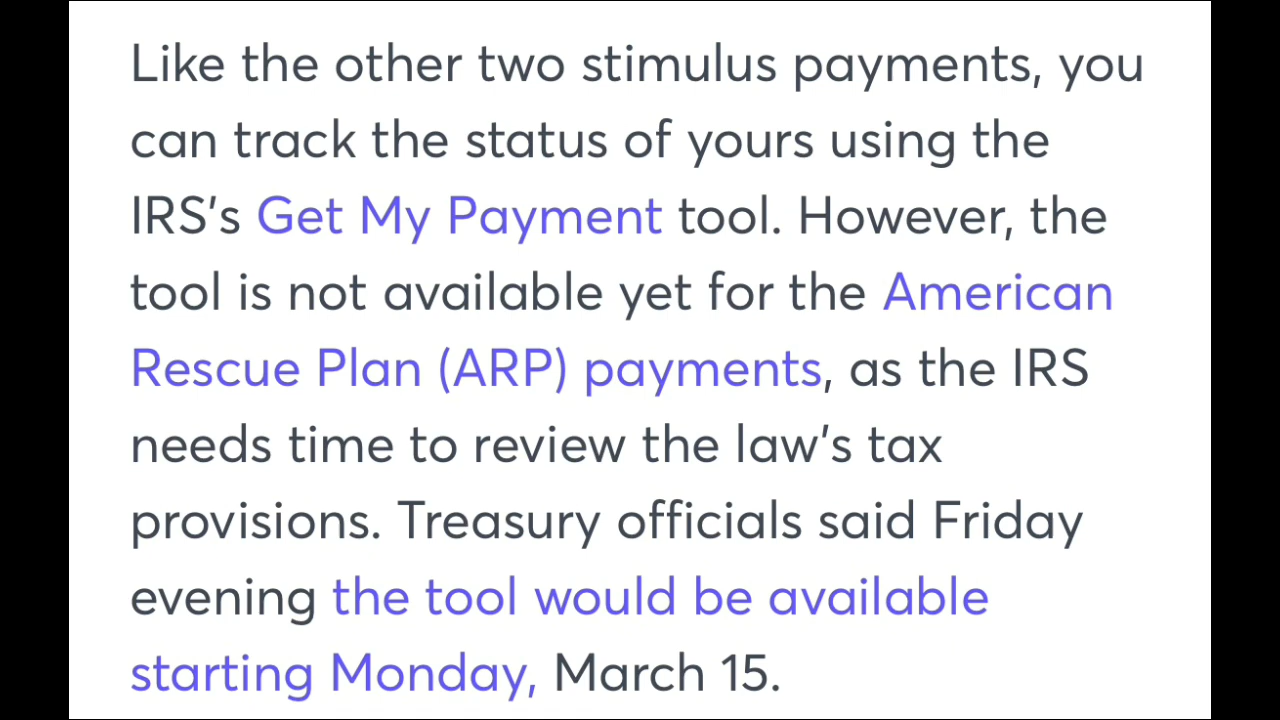 Like the other two stimulus payments, you
can track the status of yours using the
IRS's Get My Payment tool. However, the
tool is not available yet for the American
Rescue Plan (ARP) payments, as the IRS
needs time to review the law's tax
provisions. Treasury officials said Friday
evening the tool would be available
starting Monday, March 15.